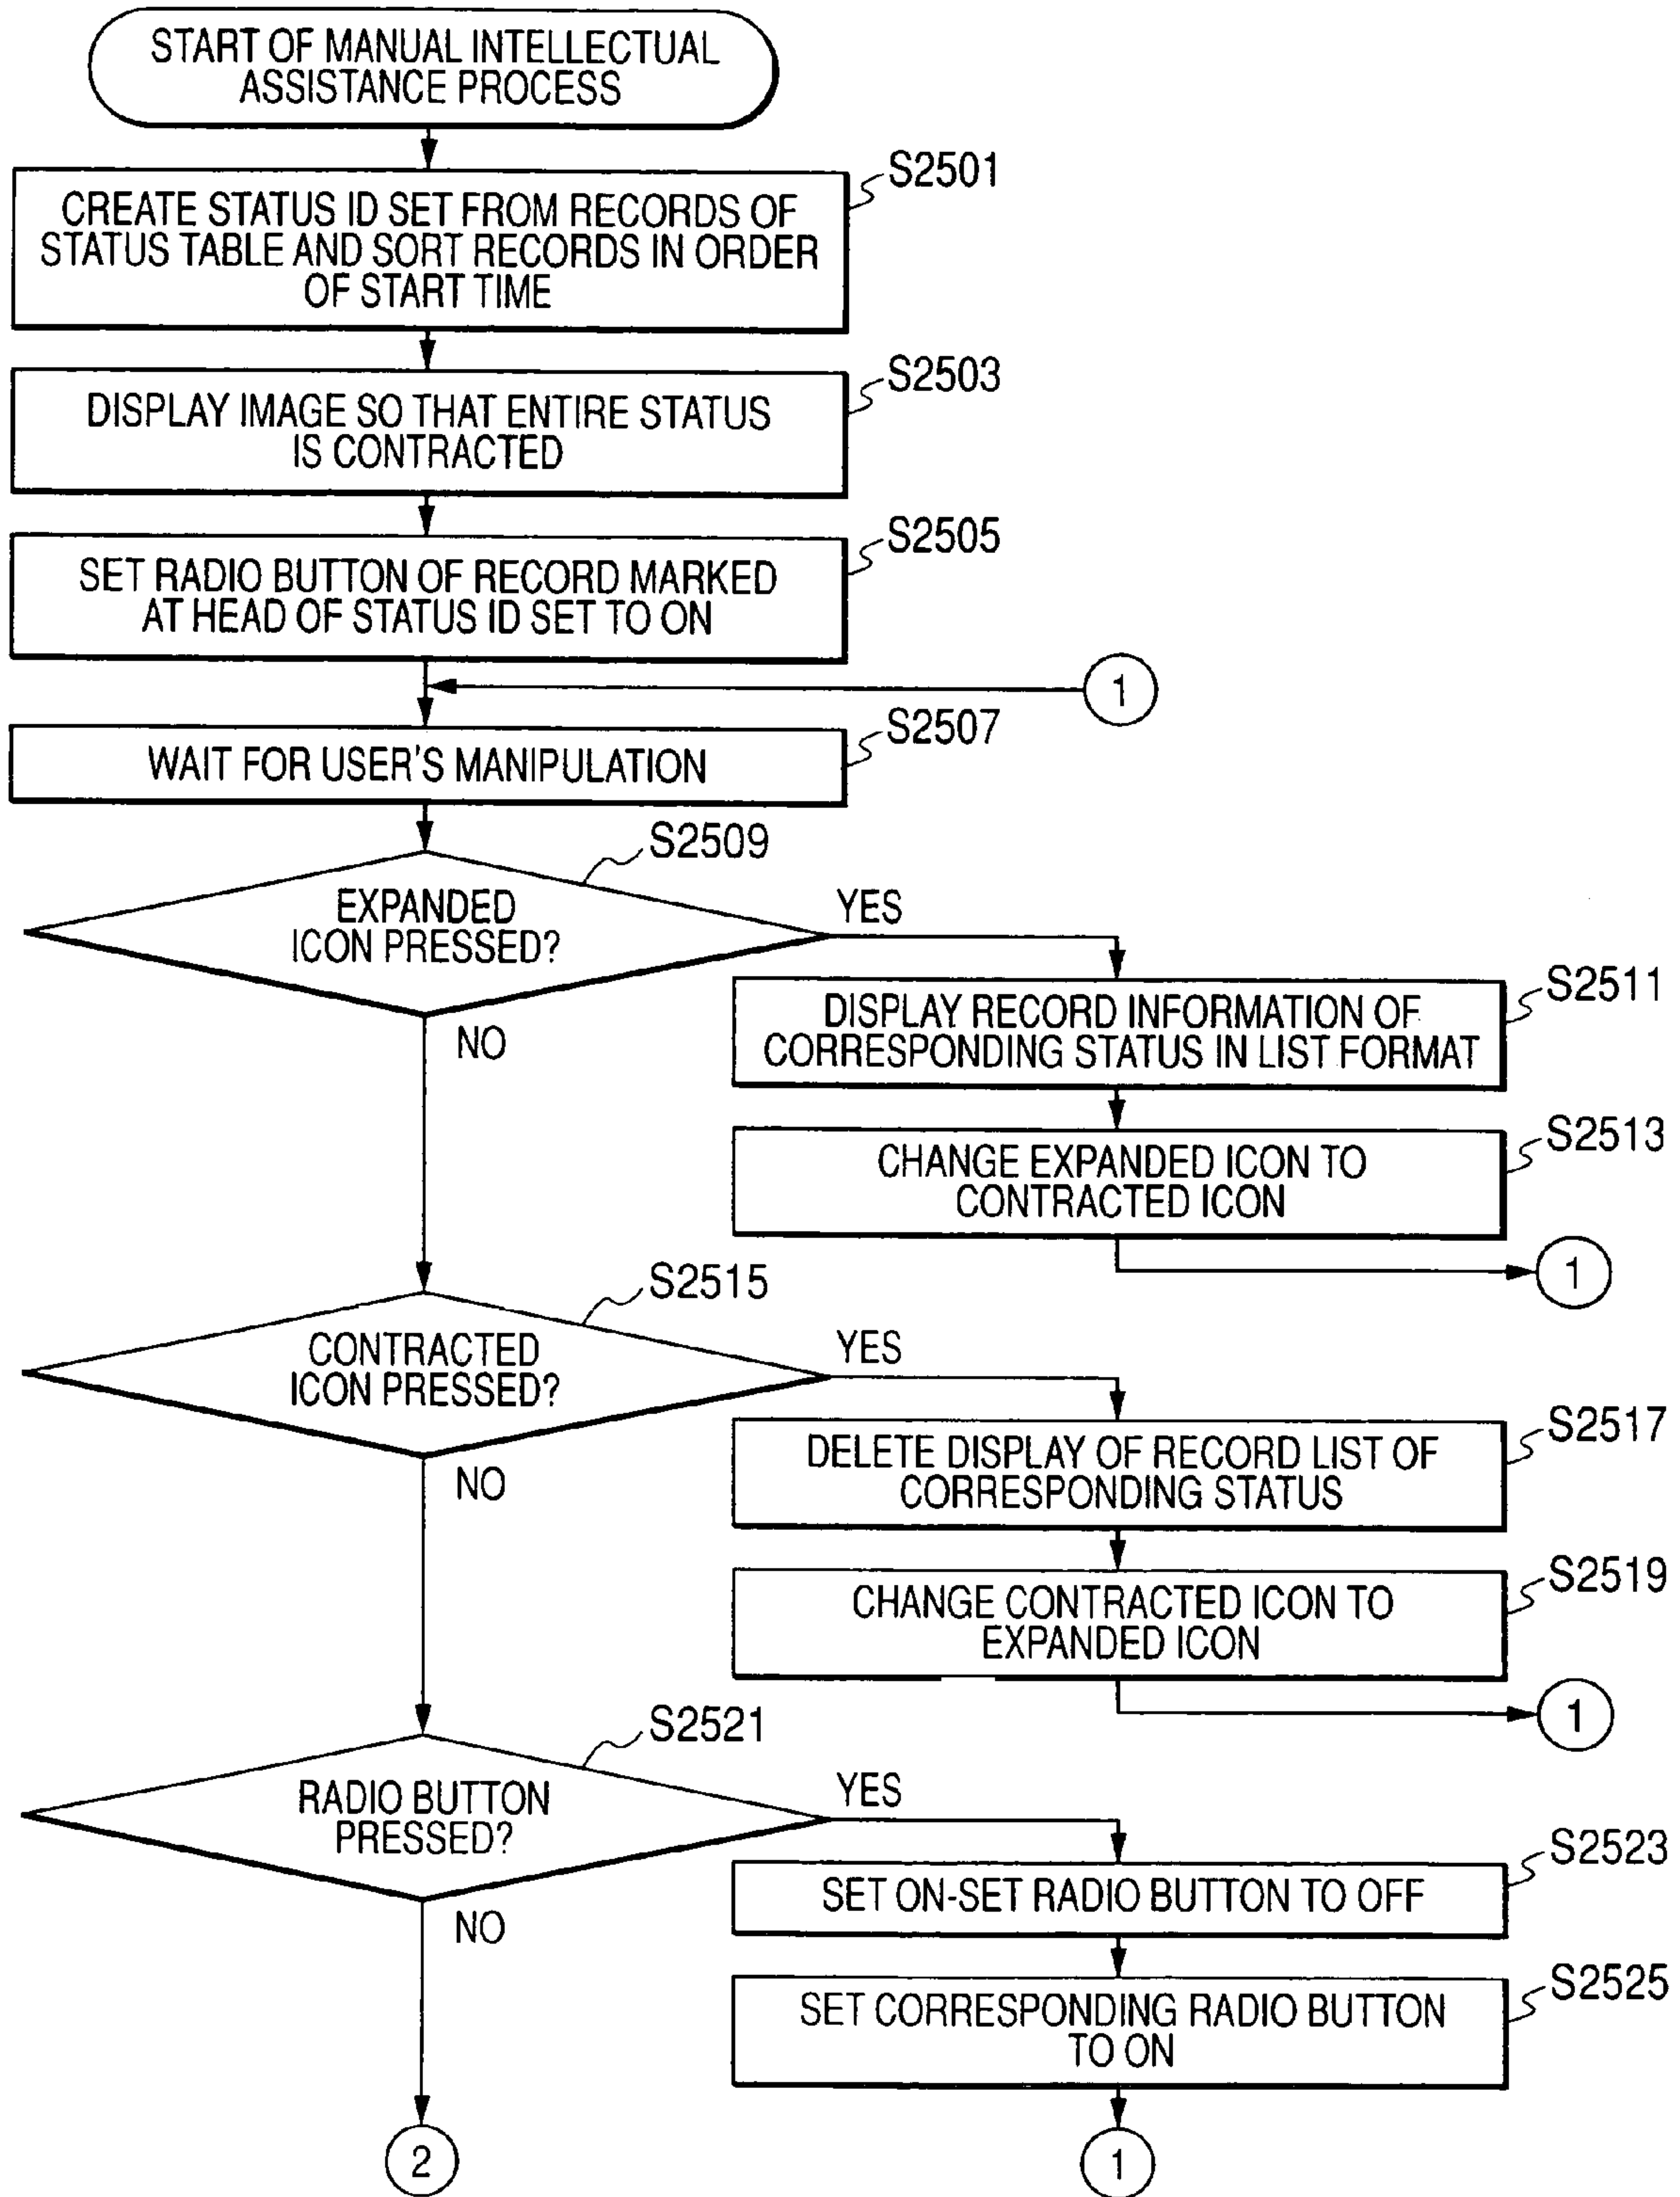 START OF MANUAL INTELLECTUAL
ASSISTANCE PROCESS
S2501
CREATE STATUS ID SET FROM RECORDS OF
STATUS TABLE AND SORT RECORDS IN ORDER
OF START TIME
S2503
DISPLAY IMAGE SO THAT ENTIRE STATUS
IS CONTRACTED
S2505
SET RADIO BUTTON OF RECORD MARKED
AT HEAD OF STATUS ID SET TO ON
1
S2507
WAIT FOR USER'S MANIPULATION
S2509
EXPANDED
ICON PRESSED?
YES
NO
S2511
DISPLAY RECORD INFORMATION OF
CORRESPONDING STATUS IN LIST FORMAT
S2513
CHANGE EXPANDED ICON TO
CONTRACTED ICON
1
S2515
CONTRACTED
ICON PRESSED?
YES
NO
S2517
DELETE DISPLAY OF RECORD LIST OF
CORRESPONDING STATUS
S2519
CHANGE CONTRACTED ICON TO
EXPANDED ICON
1
S2521
RADIO BUTTON
PRESSED?
YES
NO
S2523
SET ON-SET RADIO BUTTON TO OFF
S2525
SET CORRESPONDING RADIO BUTTON
TO ON
2
1